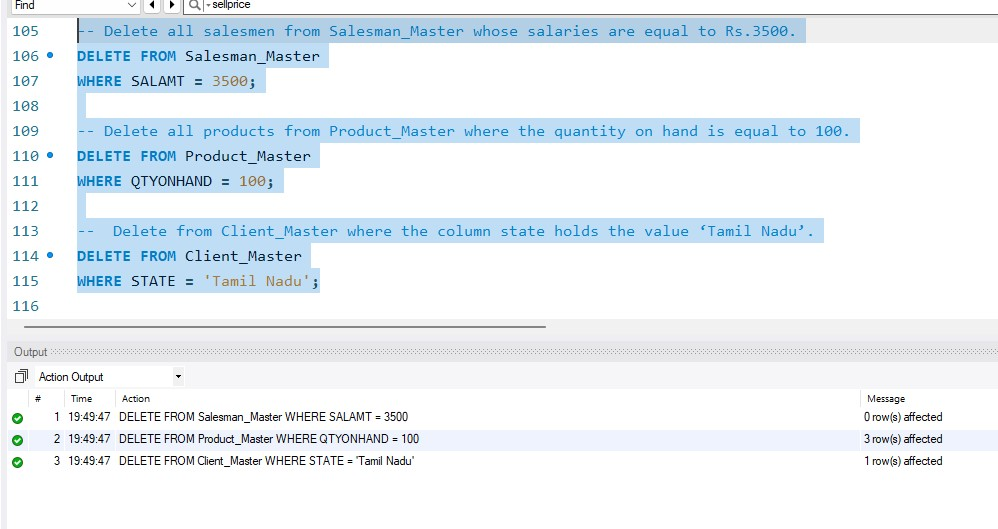 Find sellprice
105 -- Delete all salesmen from Salesman_Master whose salaries are equal to Rs.3500.
106 DELETE FROM Salesman_Master
107 WHERE SALAMT = 3500;
108
109 -- Delete all products from Product_Master where the quantity on hand is equal to 100.
110 DELETE FROM Product_Master
111 WHERE QTYONHAND = 100;
112
113 --  Delete from Client_Master where the column state holds the value ‘Tamil Nadu’.
114 DELETE FROM Client_Master
115 WHERE STATE = 'Tamil Nadu';
116
Output
Action Output
# Time Action Message
1 19:49:47 DELETE FROM Salesman_Master WHERE SALAMT = 3500 0 row(s) affected
2 19:49:47 DELETE FROM Product_Master WHERE QTYONHAND = 100 3 row(s) affected
3 19:49:47 DELETE FROM Client_Master WHERE STATE = 'Tamil Nadu' 1 row(s) affected